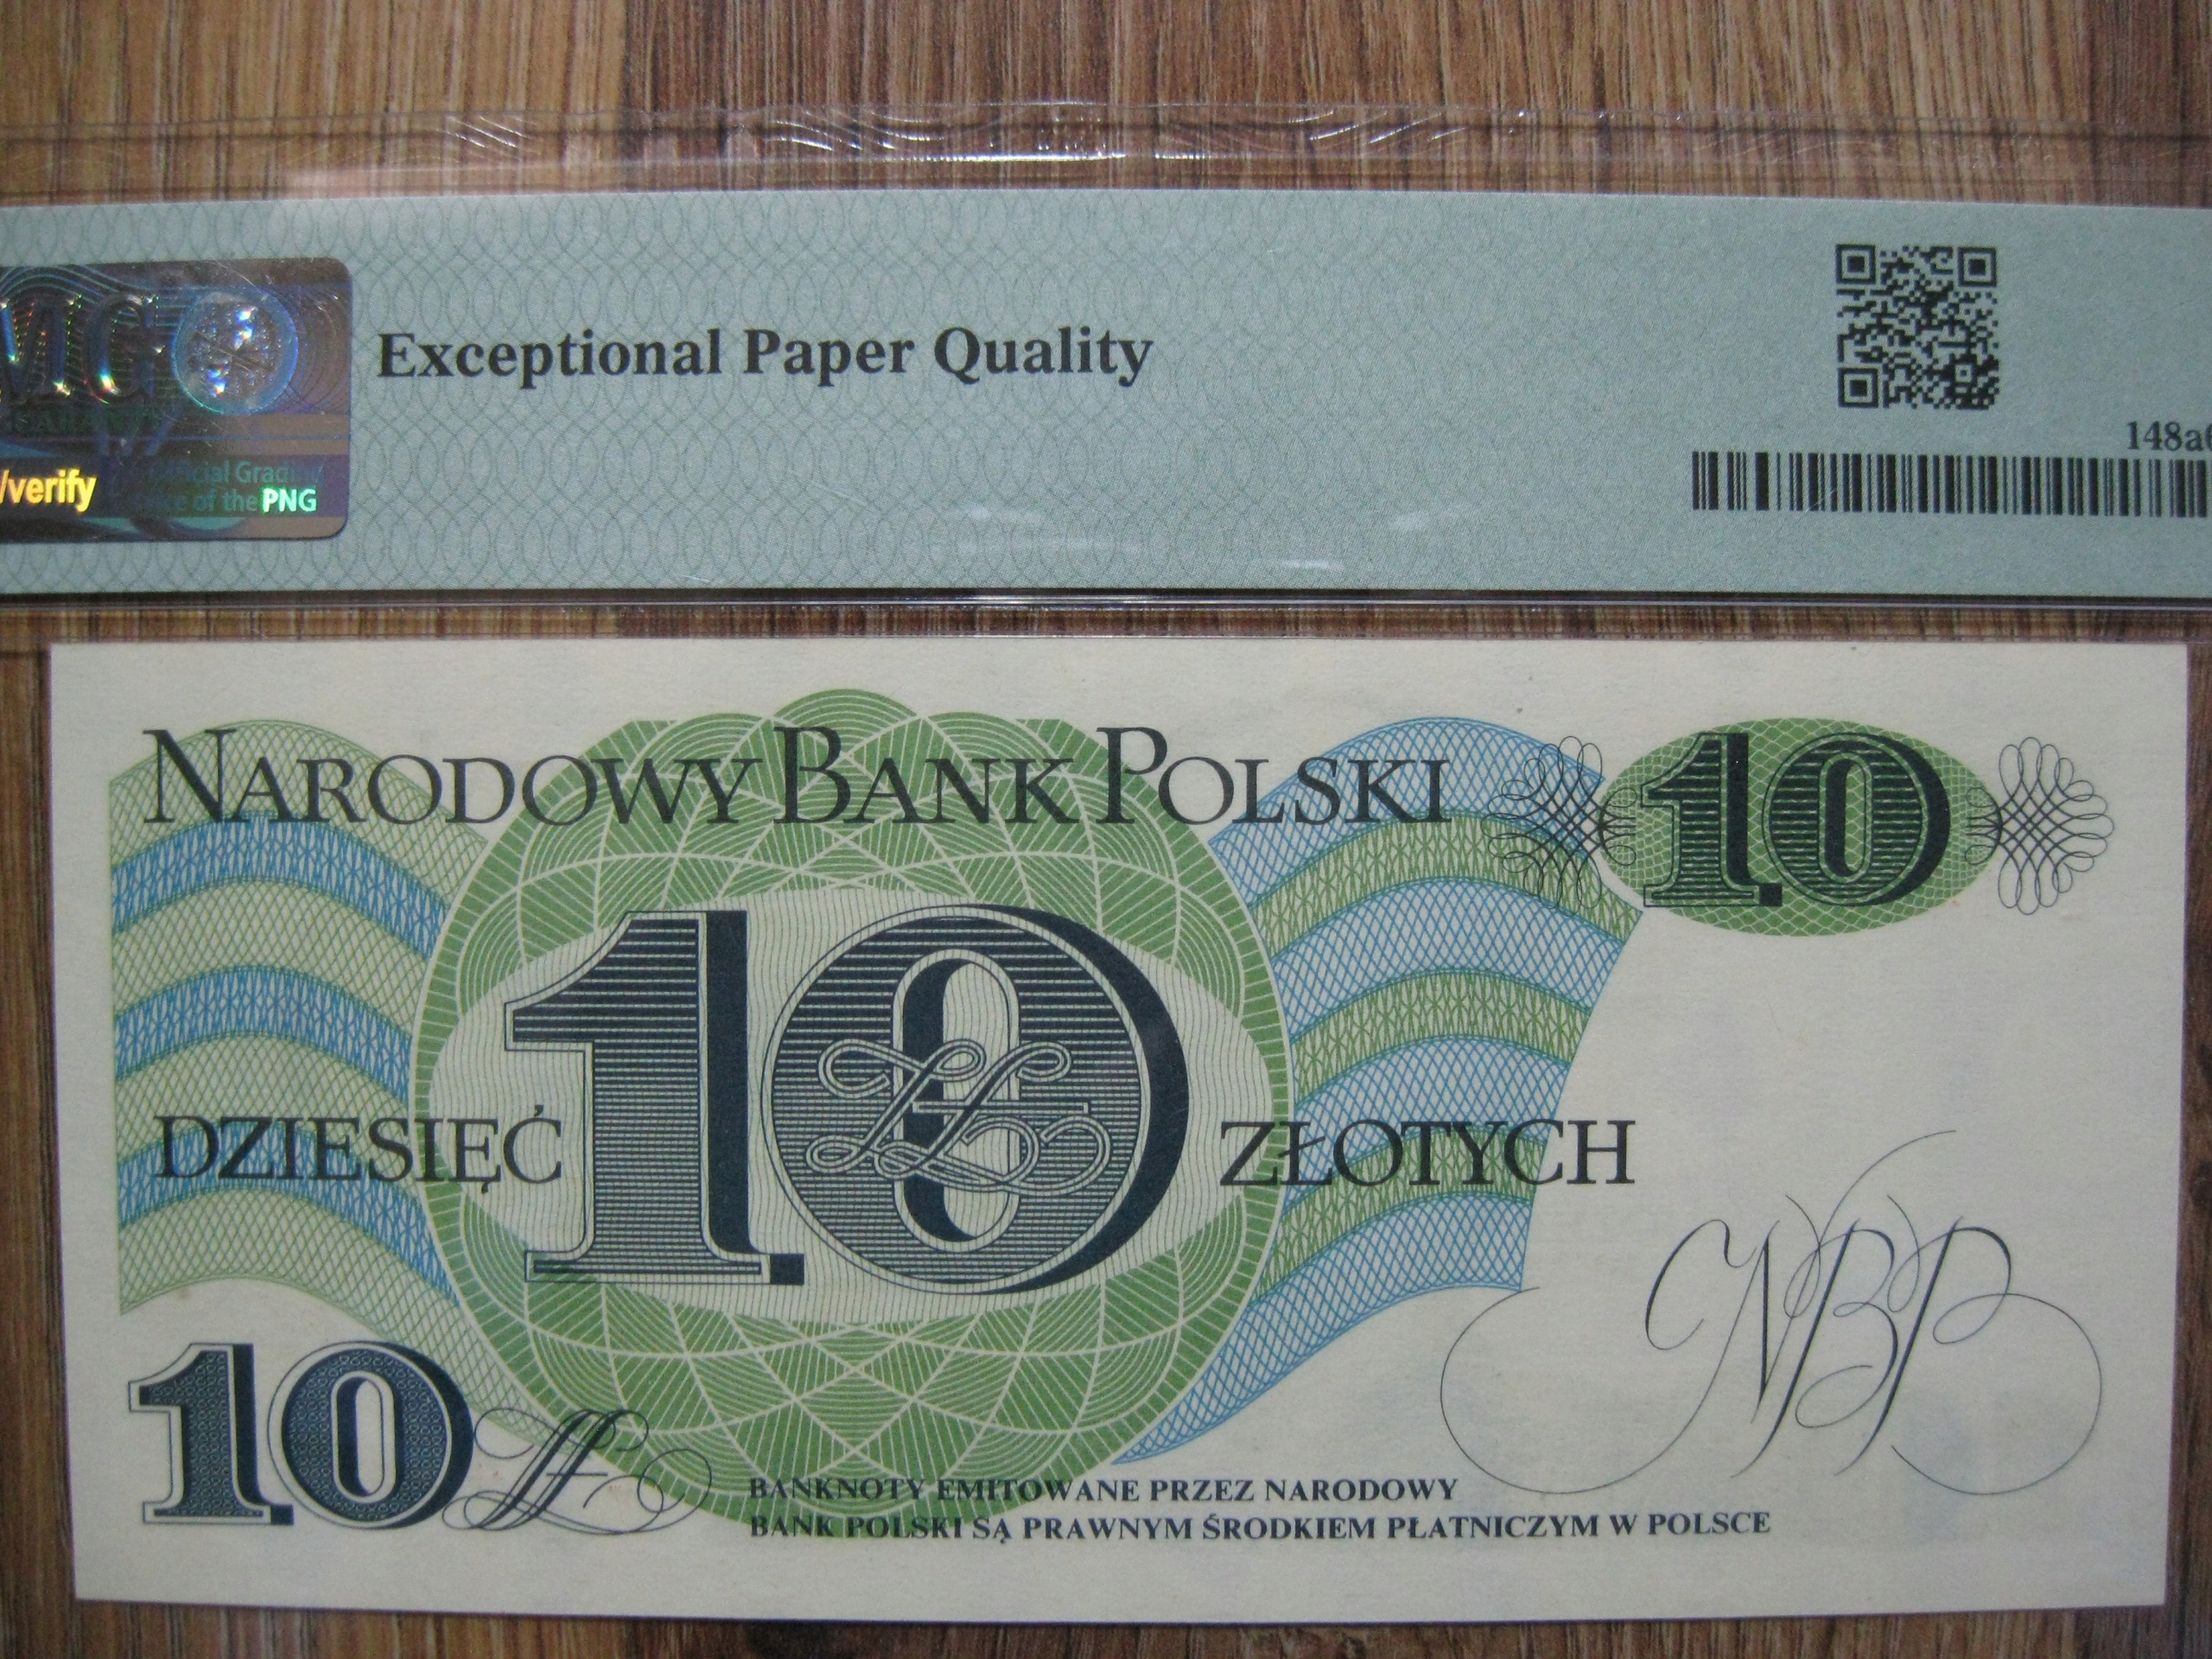 Exceptional Paper Quality
/verify
PNG
148a
NARODOWY BANK POLSKI
10
10
DZIESIĘĆ
ZŁOTYCH
10 zł
NBP
BANKNOTY EMITOWANE PRZEZ NARODOWY
BANK POLSKI SĄ PRAWNYM ŚRODKIEM PŁATNICZYM W POLSCE